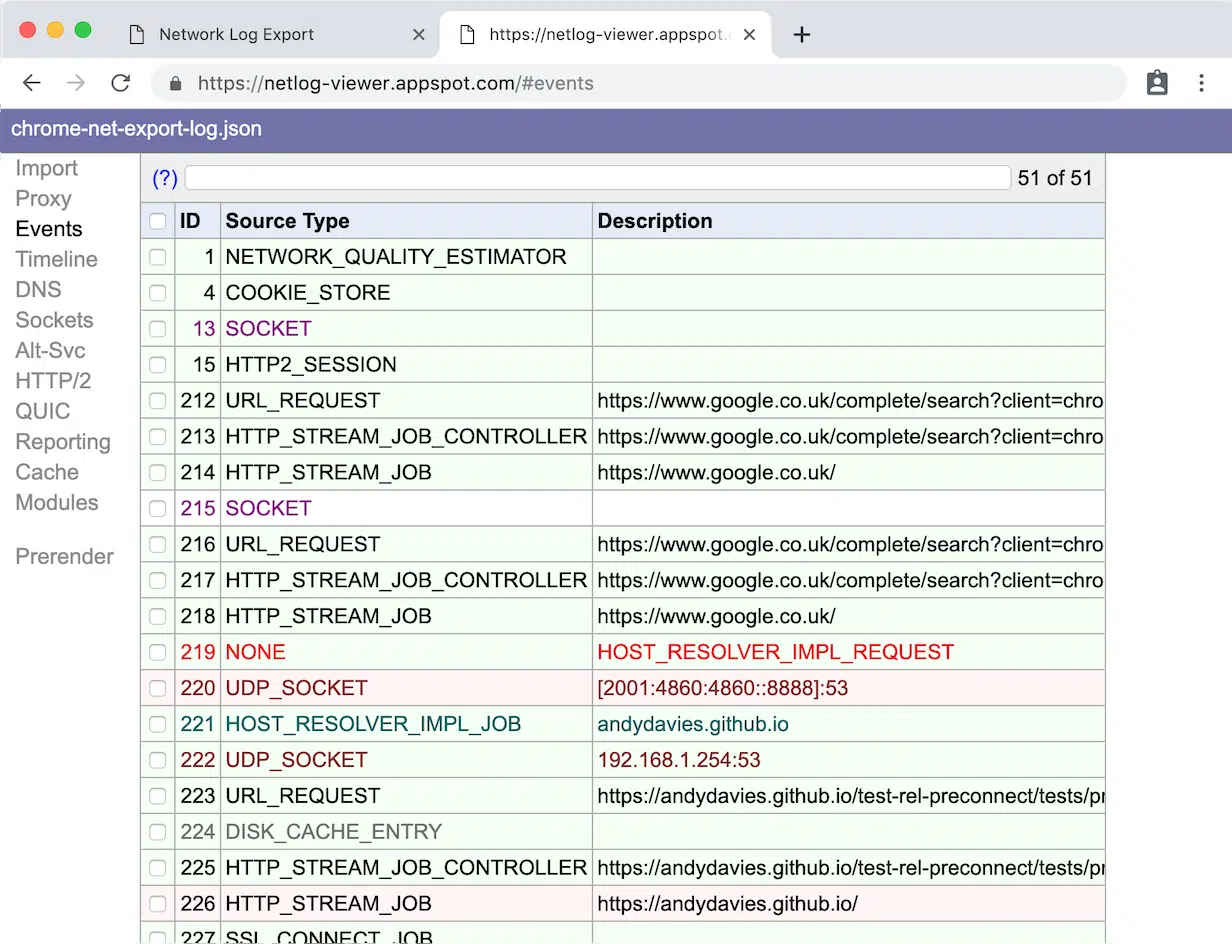 Network Log Export
https://netlog-viewer.appspot.
https://netlog-viewer.appspot.com/#events
chrome-net-export-log.json
Import
Proxy
Events
Timeline
DNS
Sockets
Alt-Svc
HTTP/2
QUIC
Reporting
Cache
Modules
Prerender
(?) 51 of 51
ID Source Type Description
1 NETWORK_QUALITY_ESTIMATOR
4 COOKIE_STORE
13 SOCKET
15 HTTP2_SESSION
212 URL_REQUEST https://www.google.co.uk/complete/search?client=chro
213 HTTP_STREAM_JOB_CONTROLLER https://www.google.co.uk/complete/search?client=chro
214 HTTP_STREAM_JOB https://www.google.co.uk/
215 SOCKET
216 URL_REQUEST https://www.google.co.uk/complete/search?client=chro
217 HTTP_STREAM_JOB_CONTROLLER https://www.google.co.uk/complete/search?client=chro
218 HTTP_STREAM_JOB https://www.google.co.uk/
219 NONE HOST_RESOLVER_IMPL_REQUEST
220 UDP_SOCKET [2001:4860:4860::8888]:53
221 HOST_RESOLVER_IMPL_JOB andydavies.github.io
222 UDP_SOCKET 192.168.1.254:53
223 URL_REQUEST https://andydavies.github.io/test-rel-preconnect/tests/pr
224 DISK_CACHE_ENTRY
225 HTTP_STREAM_JOB_CONTROLLER https://andydavies.github.io/test-rel-preconnect/tests/pr
226 HTTP_STREAM_JOB https://andydavies.github.io/
227 SSL_CONNECT_JOB